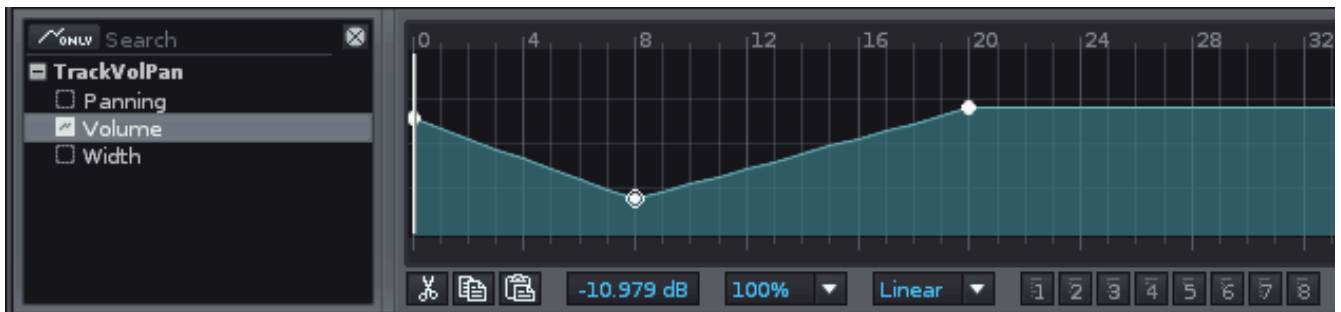 ONLY Search
TrackVolPan
Panning
Volume
Width
0 4 8 12 16 20 24 28 32
-10.979 dB 100% Linear 1 2 3 4 5 6 7 8